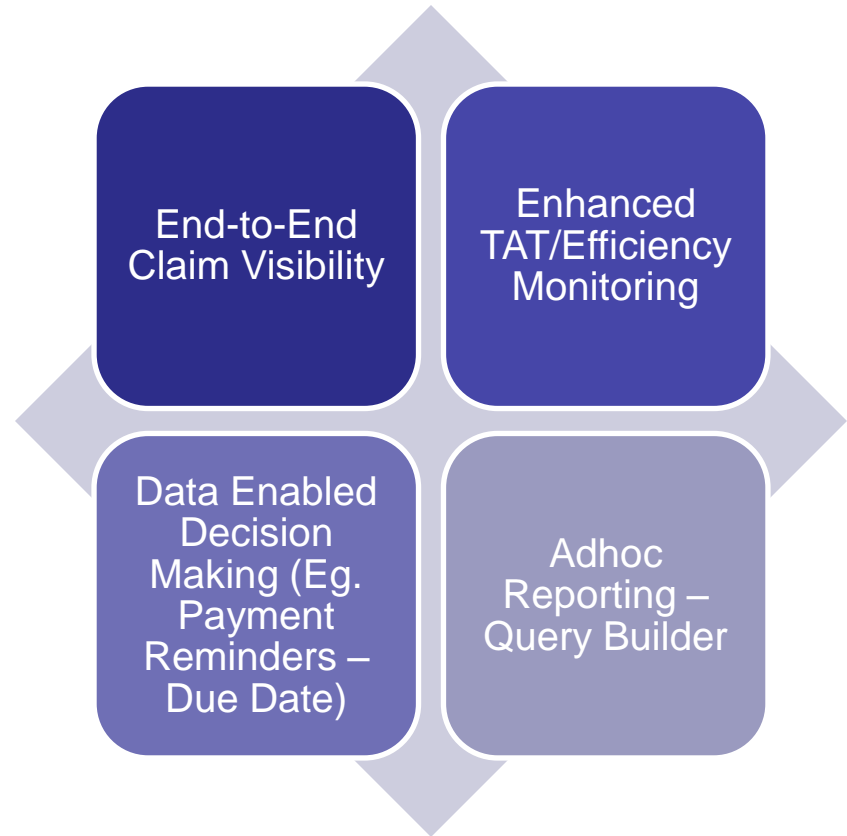 End-to-End
Claim Visibility
Enhanced
TAT/Efficiency
Monitoring
Data Enabled
Decision
Making (Eg.
Payment
Reminders –
Due Date)
Adhoc
Reporting –
Query Builder